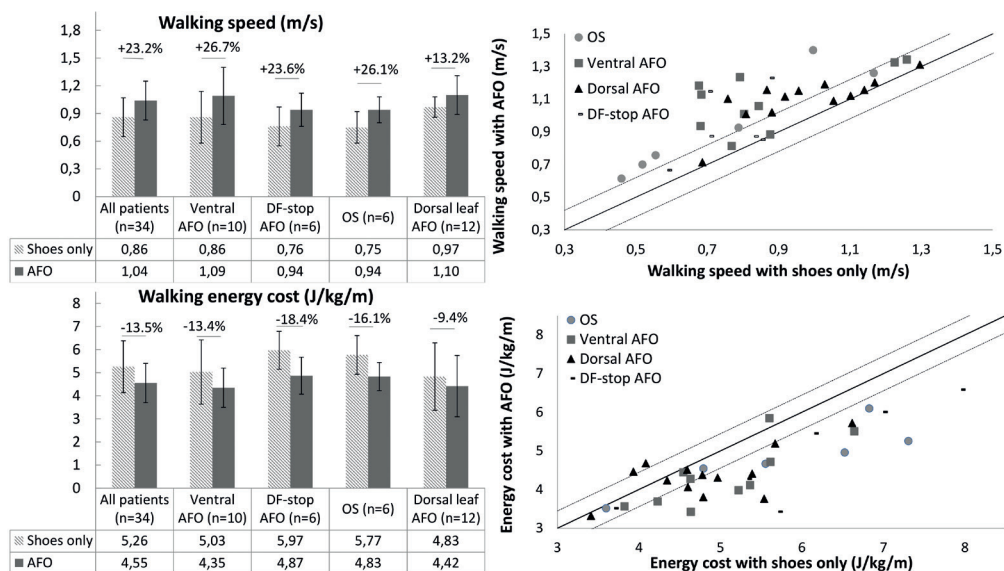 Walking speed (m/s)
1,8
1,5
1,2
0,9
0,6
0,3
0
+23.2%
+26.7%
+23.6%
+26.1%
+13.2%
All patients (n=34)
Ventral AFO (n=10)
DF-stop AFO (n=6)
OS (n=6)
Dorsal leaf AFO (n=12)
Shoes only 0,86 0,86 0,76 0,75 0,97
AFO 1,04 1,09 0,94 0,94 1,10
Walking speed with AFO (m/s)
1,5
1,3
1,1
0,9
0,7
0,5
0,3
OS
Ventral AFO
Dorsal AFO
DF-stop AFO
0,3 0,5 0,7 0,9 1,1 1,3 1,5
Walking speed with shoes only (m/s)
Walking energy cost (J/kg/m)
8
7
6
5
4
3
2
1
0
-13.5%
-13.4%
-18.4%
-16.1%
-9.4%
All patients (n=34)
Ventral AFO (n=10)
DF-stop AFO (n=6)
OS (n=6)
Dorsal leaf AFO (n=12)
Shoes only 5,26 5,03 5,97 5,77 4,83
AFO 4,55 4,35 4,87 4,83 4,42
Energy cost with AFO (J/kg/m)
8
7
6
5
4
3
OS
Ventral AFO
Dorsal AFO
DF-stop AFO
3 4 5 6 7 8
Energy cost with shoes only (J/kg/m)